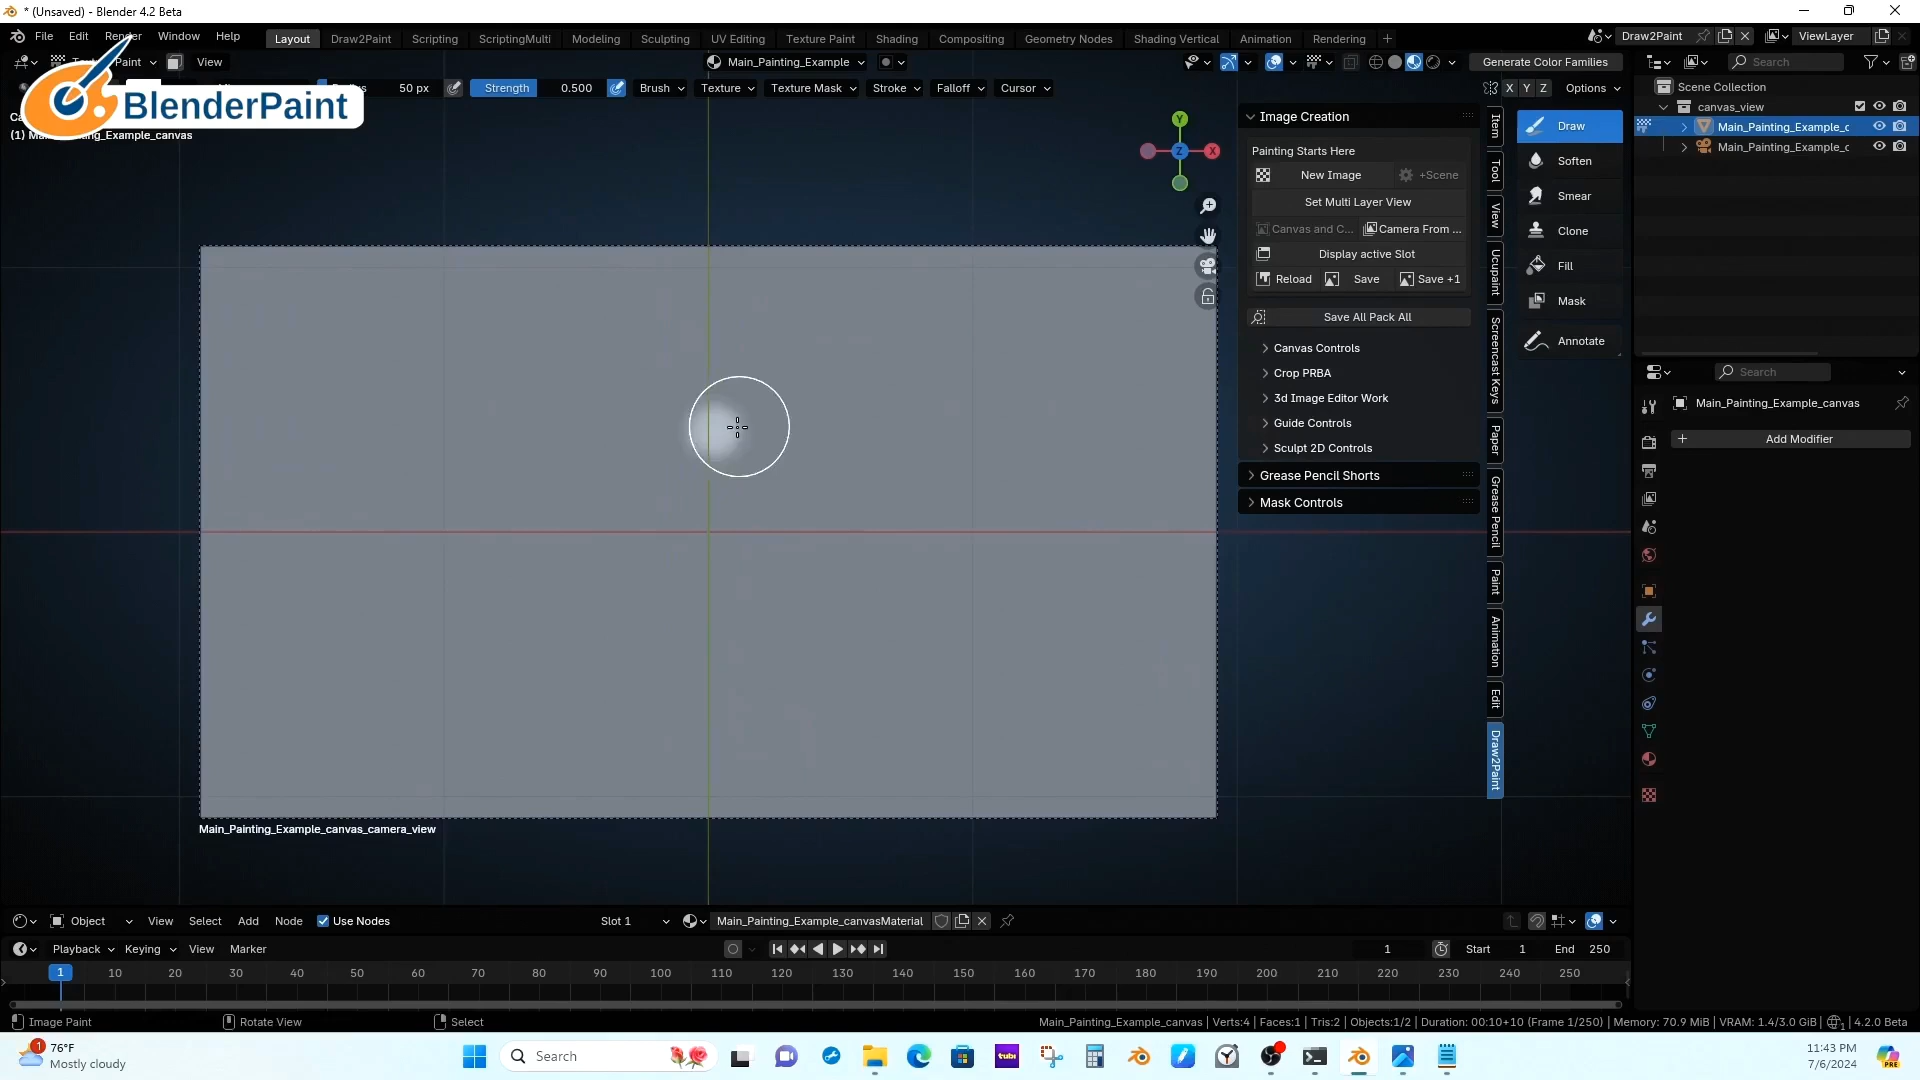 * (Unsaved) - Blender 4.2 Beta
File Edit Render Window Help
Layout Draw2Paint Scripting ScriptingMulti Modeling Sculpting UV Editing Texture Paint Shading Compositing Geometry Nodes Shading Vertical Animation Rendering +
Draw2Paint ViewLayer
Paint View
Main_Painting_Example
Generate Color Families
Search
50 px Strength 0.500 Brush Texture Texture Mask Stroke Falloff Cursor
X Y Z Options
Scene Collection
BlenderPaint
canvas_view
(1) Main_Painting_Example_canvas
Main_Painting_Example_c
Main_Painting_Example_c
Y
Z
X
Image Creation
Painting Starts Here
New Image +Scene
Set Multi Layer View
Canvas and C... Camera From ...
Display active Slot
Reload Save Save +1
Save All Pack All
Canvas Controls
Crop PRBA
3d Image Editor Work
Guide Controls
Sculpt 2D Controls
Grease Pencil Shorts
Mask Controls
Item
Tool
View
Ucupaint
Screencast Keys
Paper
Grease Pencil
Paint
Animation
Edit
Draw2Paint
Draw
Soften
Smear
Clone
Fill
Mask
Annotate
Search
Main_Painting_Example_canvas
Add Modifier
Main_Painting_Example_canvas_camera_view
Object View Select Add Node Use Nodes Slot 1 Main_Painting_Example_canvasMaterial
Playback Keying View Marker 1 Start 1 End 250
1 10 20 30 40 50 60 70 80 90 100 110 120 130 140 150 160 170 180 190 200 210 220 230 240 250
Image Paint Rotate View Select Main_Painting_Example_canvas | Verts:4 | Faces:1 | Tris:2 | Objects:1/2 | Duration: 00:10+10 (Frame 1/250) | Memory: 70.9 MiB | VRAM: 1.4/3.0 GiB | 4.2.0 Beta
1
76°F
Mostly cloudy
Search
tubi
11:43 PM
7/6/2024
PRE